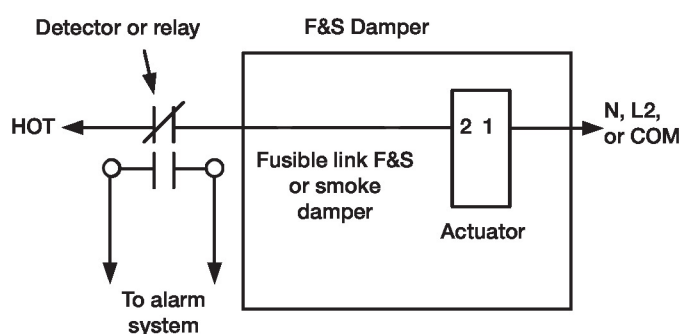 Detector or relay
F&S Damper
HOT
2 1
N, L2,
or COM
Fusible link F&S
or smoke
damper
Actuator
To alarm
system